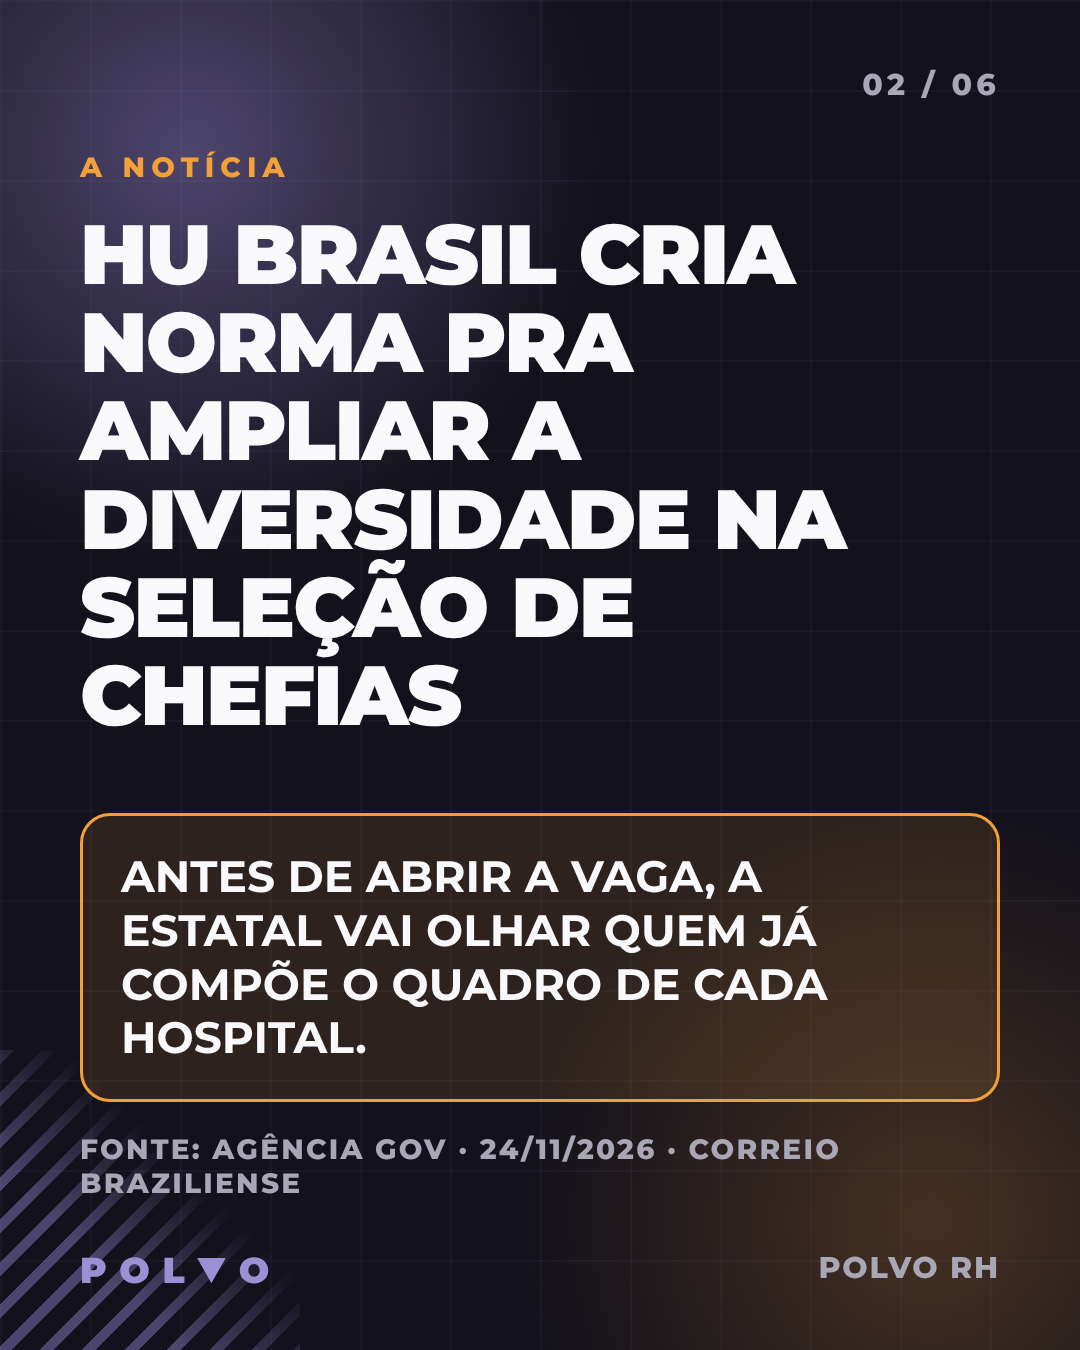 02 / 06
A NOTÍCIA
HU BRASIL CRIA
NORMA PRA
AMPLIAR A
DIVERSIDADE NA
SELEÇÃO DE
CHEFIAS
ANTES DE ABRIR A VAGA, A
ESTATAL VAI OLHAR QUEM JÁ
COMPÕE O QUADRO DE CADA
HOSPITAL.
FONTE: AGÊNCIA GOV · 24/11/2026 · CORREIO
BRAZILIENSE
POLVO
POLVO RH